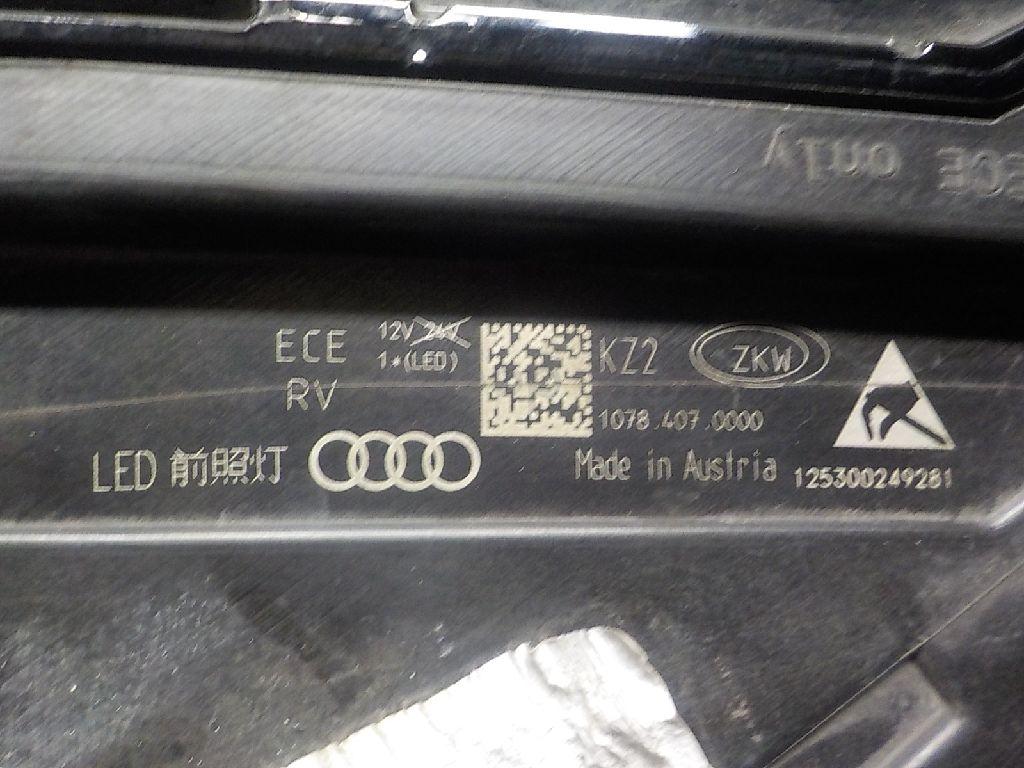 ECE only
ECE 12V 24V
1*(LED)
RV
KZ2 ZKW
1078.407.0000
LED 前照灯 Made in Austria 125300249281